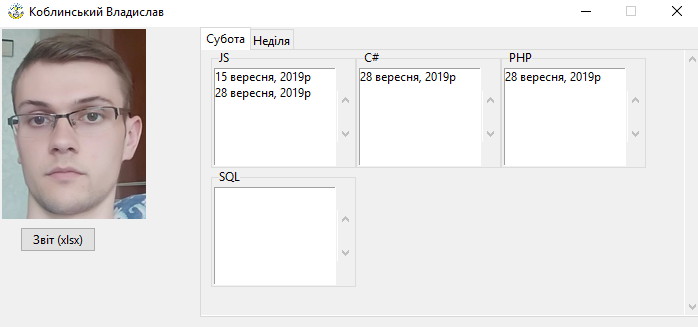 Коблинський Владислав
Субота
Неділя
JS
15 вересня, 2019р
28 вересня, 2019р
C#
28 вересня, 2019р
PHP
28 вересня, 2019р
SQL
Звіт (xlsx)